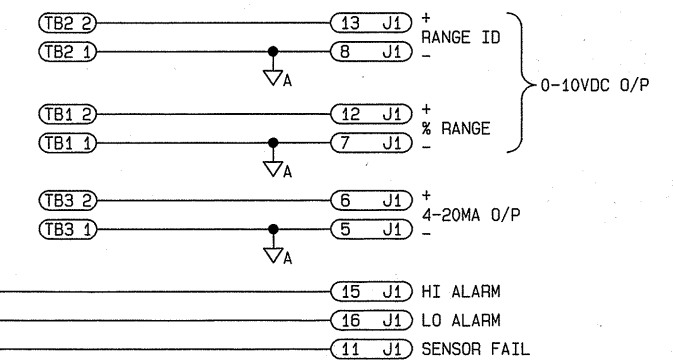 TB2 2 13 J1 +
RANGE ID
TB2 1 8 J1 -
A
0-10VDC O/P
TB1 2 12 J1 +
% RANGE
TB1 1 7 J1 -
A
TB3 2 6 J1 +
4-20MA O/P
TB3 1 5 J1 -
A
15 J1 HI ALARM
16 J1 LO ALARM
11 J1 SENSOR FAIL